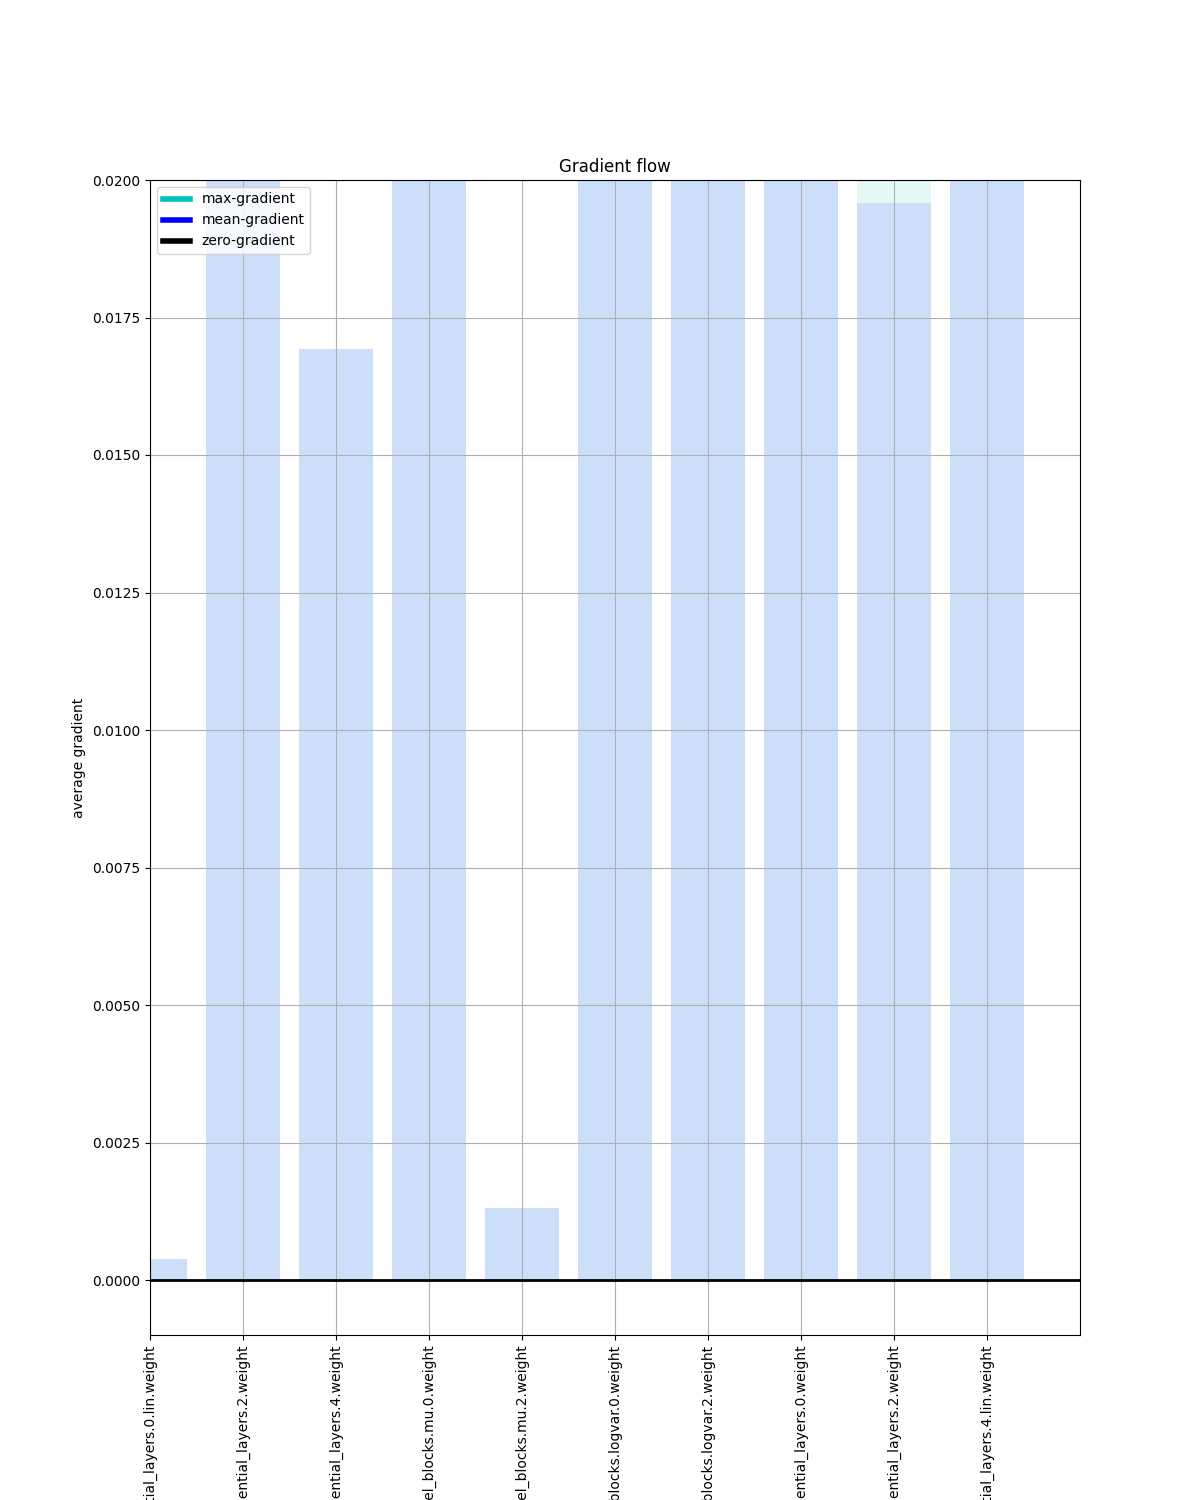 Gradient flow
max-gradient
mean-gradient
zero-gradient
0.0200
0.0175
0.0150
0.0125
0.0100
0.0075
0.0050
0.0025
0.0000
average gradient
tial_layers.0.lin.weight
ential_layers.2.weight
ential_layers.4.weight
el_blocks.mu.0.weight
el_blocks.mu.2.weight
blocks.logvar.0.weight
blocks.logvar.2.weight
ential_layers.0.weight
ential_layers.2.weight
tial_layers.4.lin.weight